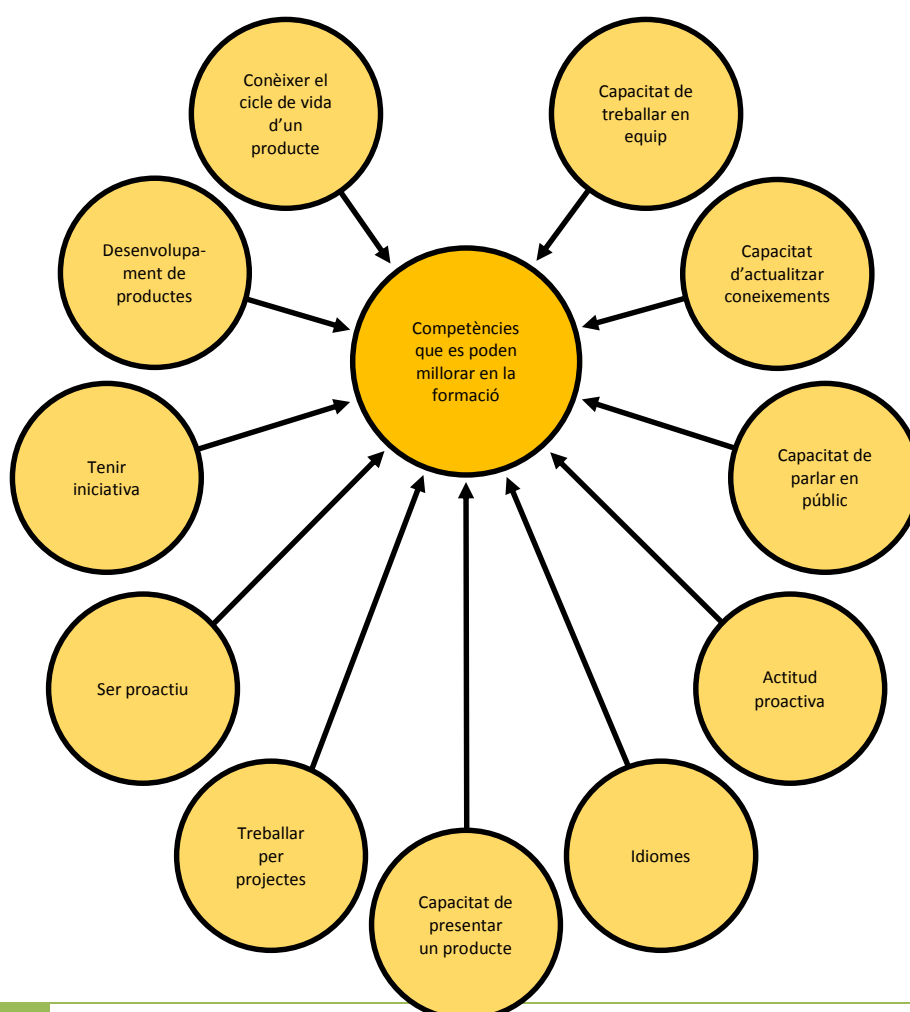 Conèixer el
cicle de vida
d’un
producte
Capacitat de
treballar en
equip
Desenvolupa-
ment de
productes
Capacitat
d’actualitzar
coneixements
Competències
que es poden
millorar en la
formació
Tenir
iniciativa
Capacitat de
parlar en
públic
Ser proactiu
Actitud
proactiva
Treballar
per
projectes
Idiomes
Capacitat de
presentar
un producte